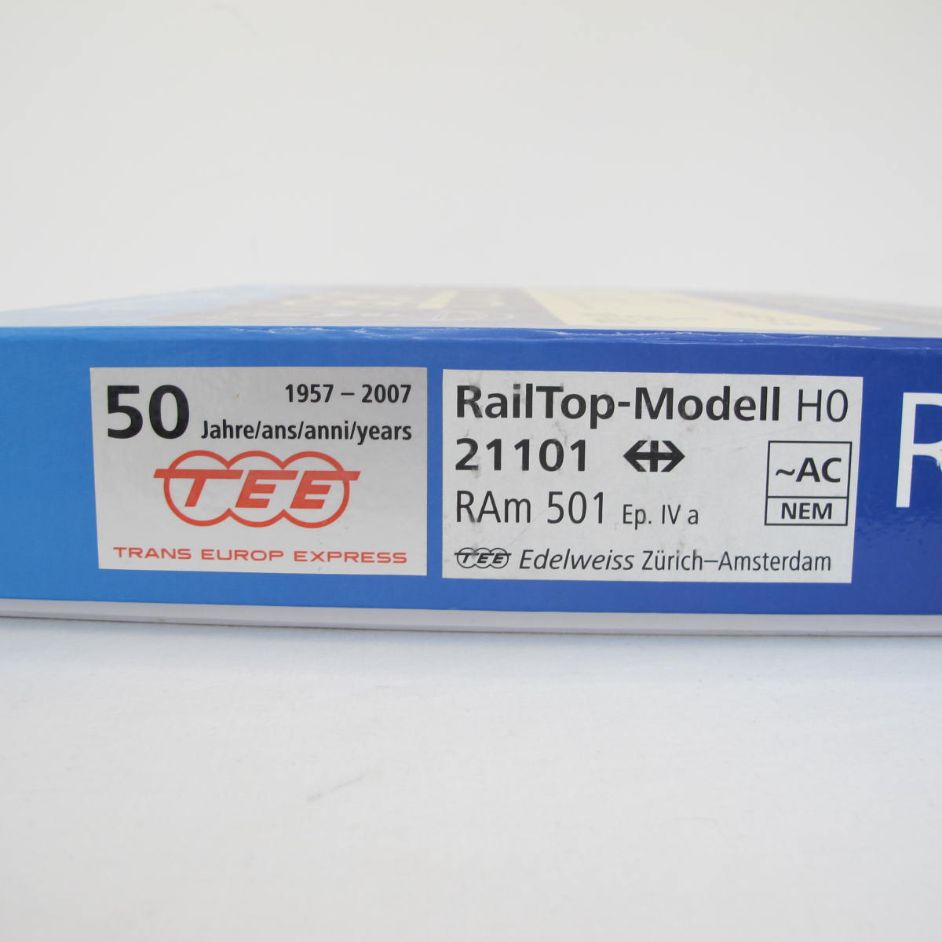 50
1957 – 2007
Jahre/ans/anni/years
TEE
TRANS EUROP EXPRESS
RailTop-Modell H0
21101
~AC
NEM
RAm 501 Ep. IV a
TEE Edelweiss Zürich–Amsterdam
R